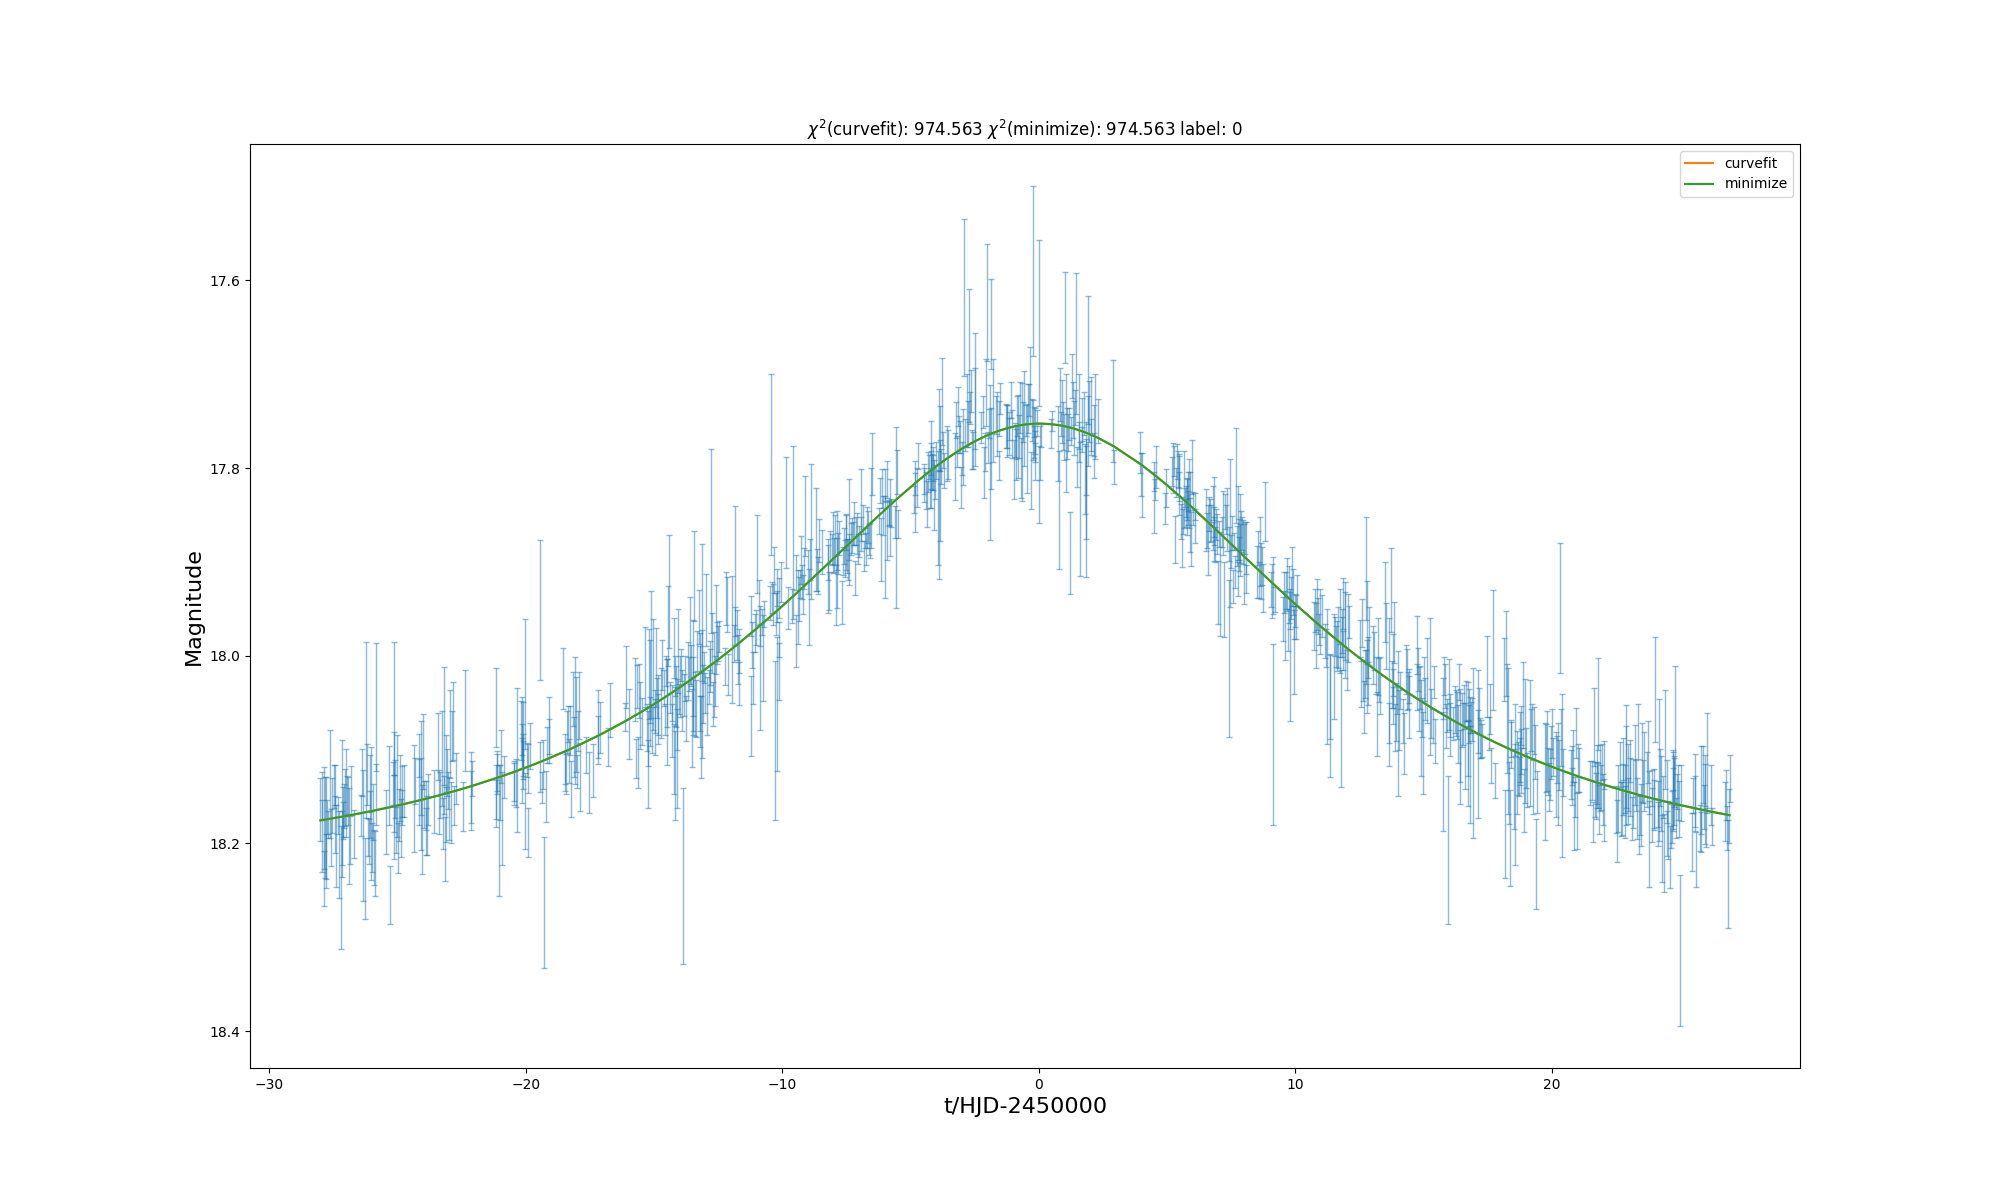 χ²(curvefit): 974.563 χ²(minimize): 974.563 label: 0
curvefit
minimize
17.6
17.8
18.0
18.2
18.4
Magnitude
−30 −20 −10 0 10 20
t/HJD-2450000